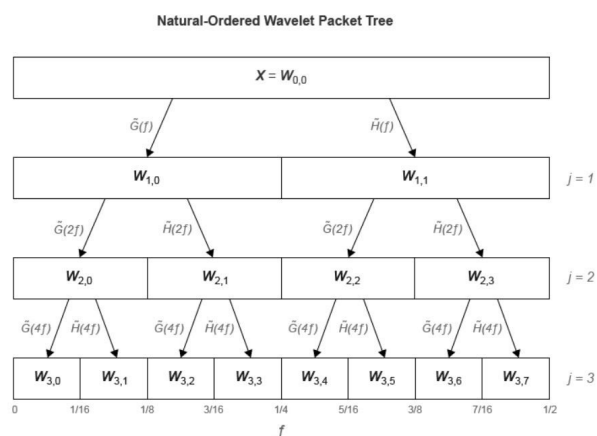 Natural-Ordered Wavelet Packet Tree
X = W0,0
G̃(f) H̃(f)
W1,0 W1,1 j = 1
G̃(2f) H̃(2f) G̃(2f) H̃(2f)
W2,0 W2,1 W2,2 W2,3 j = 2
G̃(4f) H̃(4f) G̃(4f) H̃(4f) G̃(4f) H̃(4f) G̃(4f) H̃(4f)
W3,0 W3,1 W3,2 W3,3 W3,4 W3,5 W3,6 W3,7 j = 3
0 1/16 1/8 3/16 1/4 5/16 3/8 7/16 1/2
f